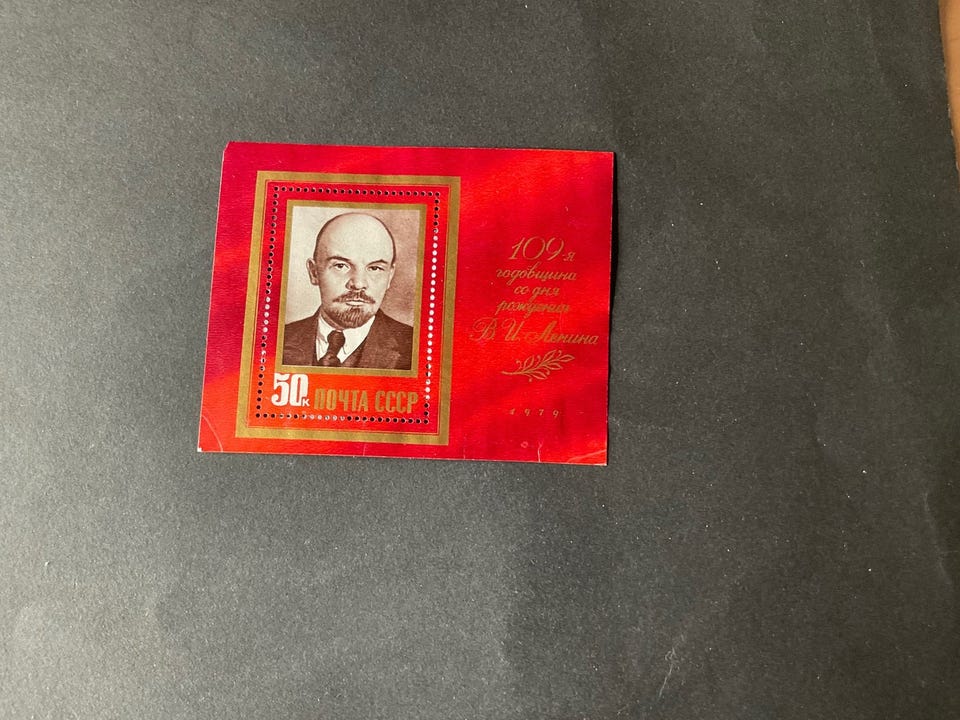 50к ПОЧТА СССР
109-я
годовщина
со дня
рождения
В. И. Ленина
1979